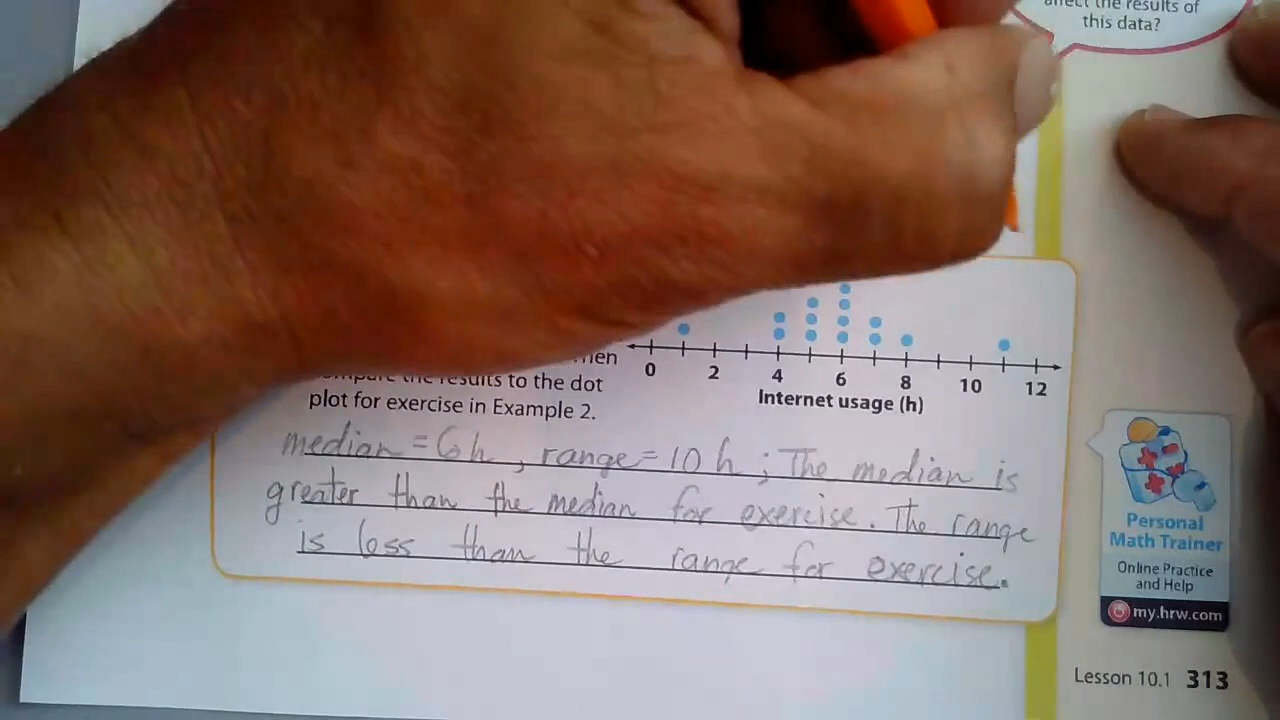 the results of
this data?
to the dot
plot for exercise in Example 2.
0 2 4 6 8 10 12
Internet usage (h)
median = 6h, range = 10 h; The median is
greater than the median for exercise. The range
is less than the range for exercise.
Personal
Math Trainer
Online Practice
and Help
my.hrw.com
Lesson 10.1 313